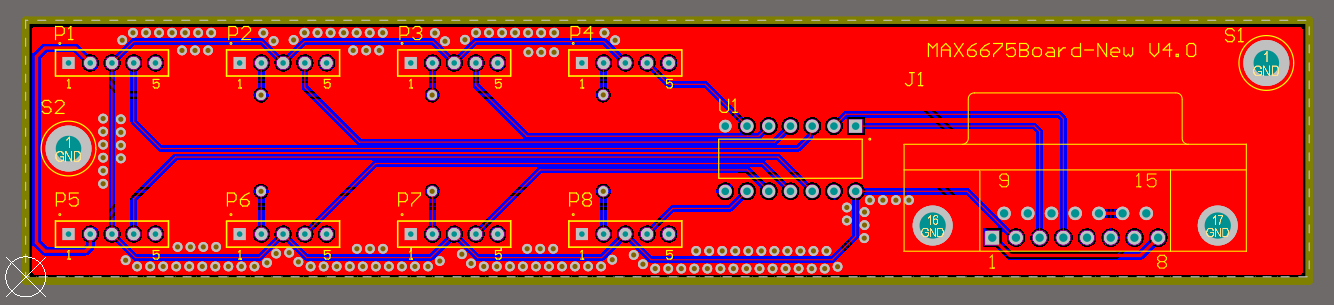 P1 P2 P3 P4 S1
MAX6675Board-New V4.0
1 GND
1 5 1 5 1 5 1 5
J1
S2 U1
1 GND
9 15
P5 P6 P7 P8
16 GND 17 GND
1 5 1 5 1 5 1 5
1 8